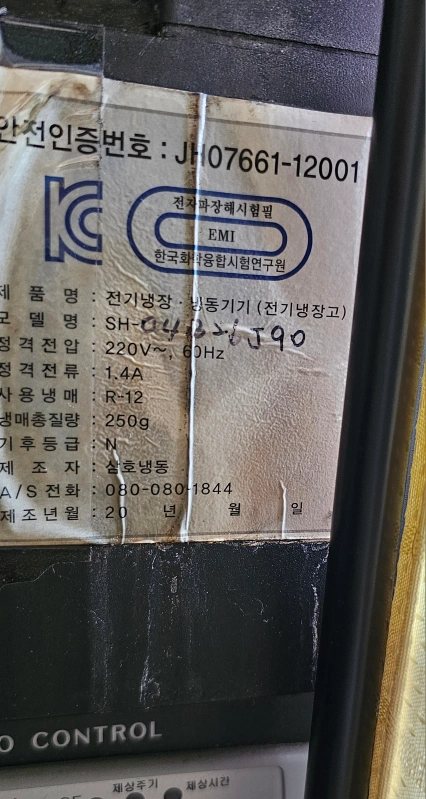 안전인증번호 : JH07661-12001
전자파장해시험필
EMI
한국화학융합시험연구원
제 품 명 : 전기냉장 · 냉동기기 (전기냉장고)
모 델 명 : SH-
정격전압 : 220V~, 60Hz
정격전류 : 1.4A
사용냉매 : R-12
냉매총질량 : 250g
기후등급 : N
제 조 자 : 삼호냉동
A/S 전화 : 080-080-1844
제조년월 : 20 년 월 일
O CONTROL
제상주기 제상시간